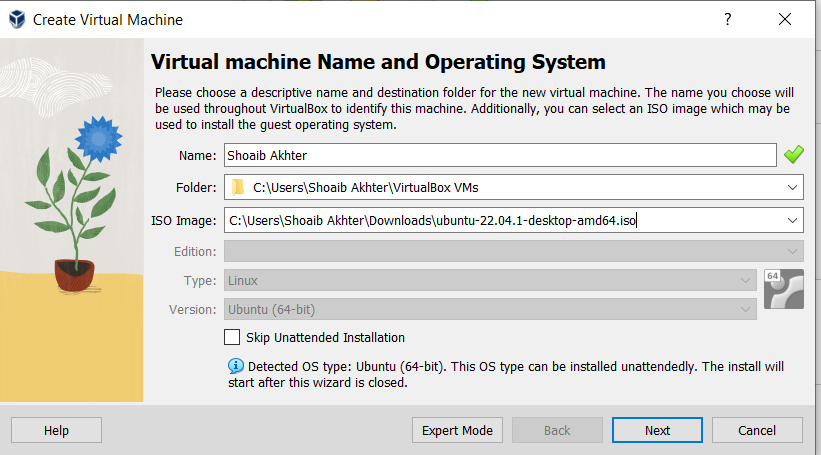 Create Virtual Machine
?
Virtual machine Name and Operating System
Please choose a descriptive name and destination folder for the new virtual machine. The name you choose will
be used throughout VirtualBox to identify this machine. Additionally, you can select an ISO image which may be
used to install the guest operating system.
Name: Shoaib Akhter
Folder: C:\Users\Shoaib Akhter\VirtualBox VMs
ISO Image: C:\Users\Shoaib Akhter\Downloads\ubuntu-22.04.1-desktop-amd64.iso
Edition:
Type: Linux
64
Version: Ubuntu (64-bit)
Skip Unattended Installation
Detected OS type: Ubuntu (64-bit). This OS type can be installed unattendedly. The install will
start after this wizard is closed.
Help Expert Mode Back Next Cancel